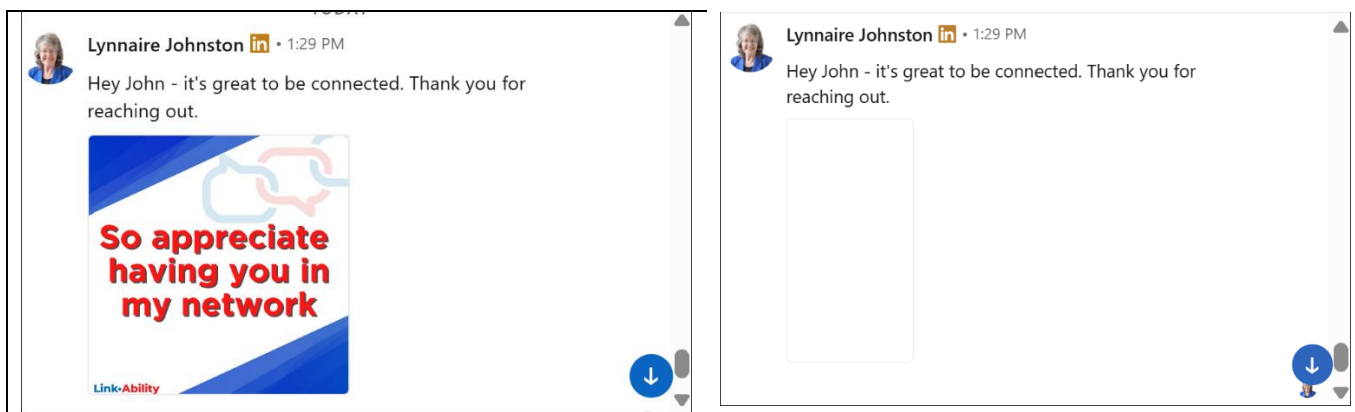 Lynnaire Johnston in • 1:29 PM
Hey John - it's great to be connected. Thank you for
reaching out.
So appreciate
having you in
my network
Link•Ability
Lynnaire Johnston in • 1:29 PM
Hey John - it's great to be connected. Thank you for
reaching out.